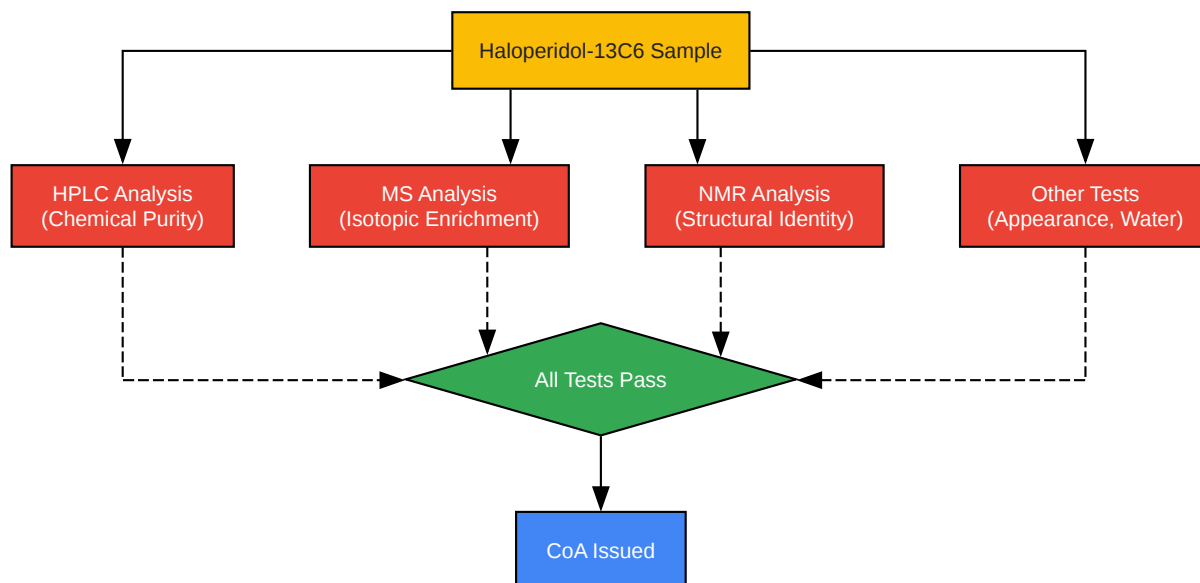 Haloperidol-13C6 Sample
HPLC Analysis
(Chemical Purity)
MS Analysis
(Isotopic Enrichment)
NMR Analysis
(Structural Identity)
Other Tests
(Appearance, Water)
All Tests Pass
CoA Issued